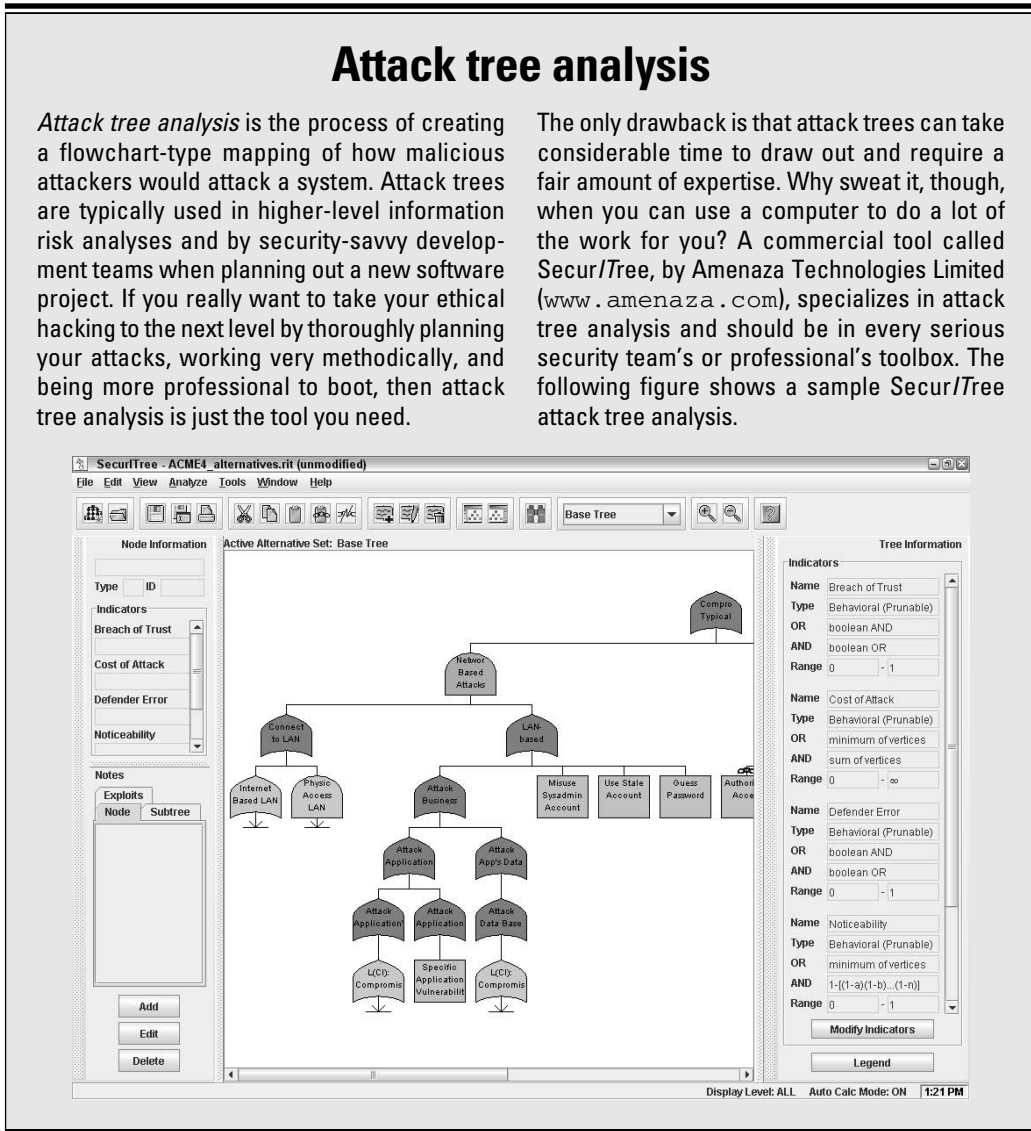 Attack tree analysis
Attack tree analysis is the process of creating
a flowchart-type mapping of how malicious
attackers would attack a system. Attack trees
are typically used in higher-level information
risk analyses and by security-savvy develop-
ment teams when planning out a new software
project. If you really want to take your ethical
hacking to the next level by thoroughly planning
your attacks, working very methodically, and
being more professional to boot, then attack
tree analysis is just the tool you need.
The only drawback is that attack trees can take
considerable time to draw out and require a
fair amount of expertise. Why sweat it, though,
when you can use a computer to do a lot of
the work for you? A commercial tool called
SecurITree, by Amenaza Technologies Limited
(www.amenaza.com), specializes in attack
tree analysis and should be in every serious
security team's or professional's toolbox. The
following figure shows a sample SecurITree
attack tree analysis.
SecurITree - ACME4_alternatives.rit (unmodified)
File Edit View Analyze Tools Window Help
Base Tree
Node Information
Type ID
Indicators
Breach of Trust
Cost of Attack
Defender Error
Noticeability
Notes
Exploits
Node Subtree
Add
Edit
Delete
Active Alternative Set: Base Tree
Compro
Typical
Networ
Based
Attacks
Connect
to LAN
LAN-
based
Internet
Based LAN
Physic
Access
LAN
Attack
Business
Misuse
Sysadmin
Account
Use Stale
Account
Guess
Password
Authori
Acce
Attack
Application
Attack
App's Data
Attack
Application'
Attack
Application
Attack
Data Base
L(CI):
Compromis
Specific
Application
Vulnerabilit
L(CI):
Compromis
Tree Information
Indicators
Name Breach of Trust
Type Behavioral (Prunable)
OR boolean AND
AND boolean OR
Range 0 - 1
Name Cost of Attack
Type Behavioral (Prunable)
OR minimum of vertices
AND sum of vertices
Range 0 - ∞
Name Defender Error
Type Behavioral (Prunable)
OR boolean AND
AND boolean OR
Range 0 - 1
Name Noticeability
Type Behavioral (Prunable)
OR minimum of vertices
AND 1-[(1-a)(1-b)...(1-n)]
Range 0 - 1
Modify Indicators
Legend
Display Level: ALL Auto Calc Mode: ON 1:21 PM